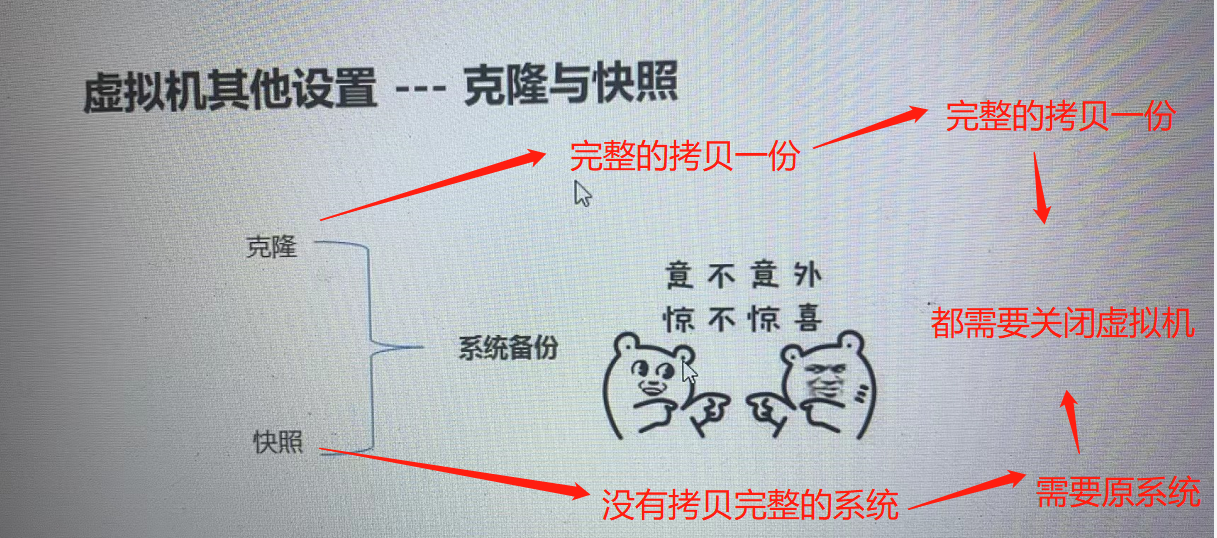 虚拟机其他设置 --- 克隆与快照
完整的拷贝一份
完整的拷贝一份
克隆
意不意外
惊不惊喜
都需要关闭虚拟机
系统备份
快照
没有拷贝完整的系统
需要原系统